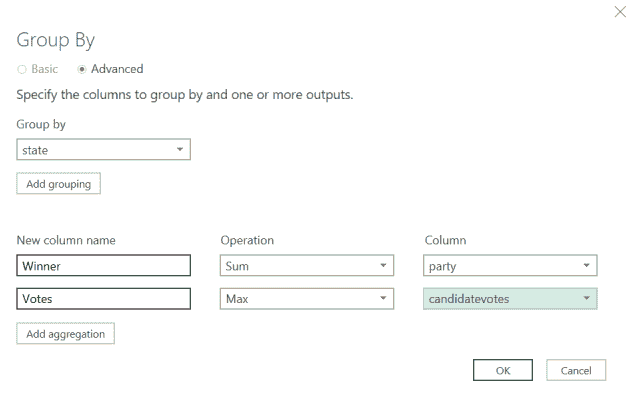 Group By
Basic Advanced
Specify the columns to group by and one or more outputs.
Group by
state
Add grouping
New column name Operation Column
Winner Sum party
Votes Max candidatevotes
Add aggregation
OK Cancel